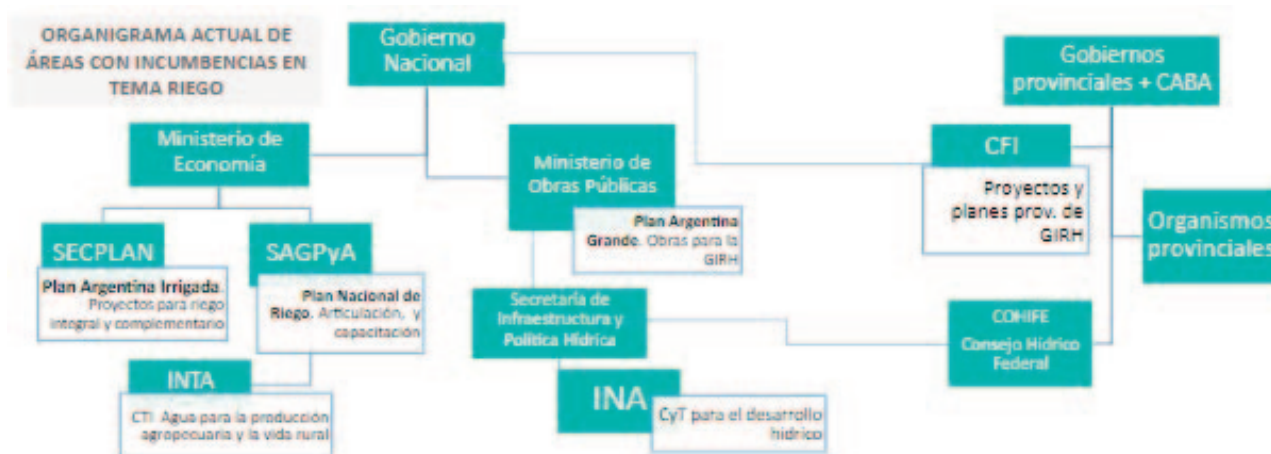 ORGANIGRAMA ACTUAL DE
ÁREAS CON INCUMBENCIAS EN
TEMA RIEGO
Gobierno
Nacional
Gobiernos
provinciales + CABA
Ministerio de
Economía
Ministerio de
Obras Públicas
Plan Argentina
Grande. Obras para la
GIRH
CFI
Proyectos y
planes prov. de
GIRH
Organismos
provinciales
SECPLAN
Plan Argentina Irrigada.
Proyectos para riego
integral y complementario
SAGPyA
Plan Nacional de
Riego. Articulación, y
capacitación
Secretaría de
Infraestructura y
Política Hídrica
COHIFE
Consejo Hídrico
Federal
INTA
CTI Agua para la producción
agropecuaria y la vida rural
INA
CyT para el desarrollo
hídrico